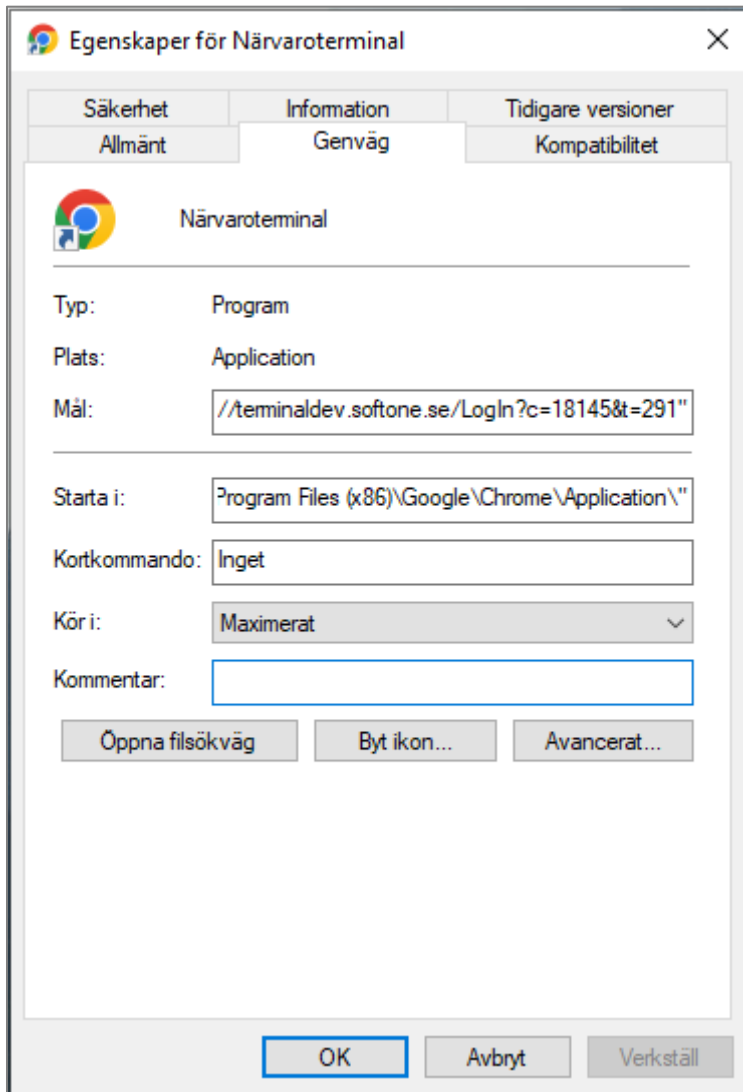 Egenskaper för Närvaroterminal
Säkerhet Information Tidigare versioner
Allmänt Genväg Kompatibilitet
Närvaroterminal
Typ: Program
Plats: Application
Mål: //terminaldev.softone.se/LogIn?c=18145&t=291"
Starta i: Program Files (x86)\Google\Chrome\Application\"
Kortkommando: Inget
Kör i: Maximerat
Kommentar:
Öppna filsökväg Byt ikon... Avancerat...
OK Avbryt Verkställ